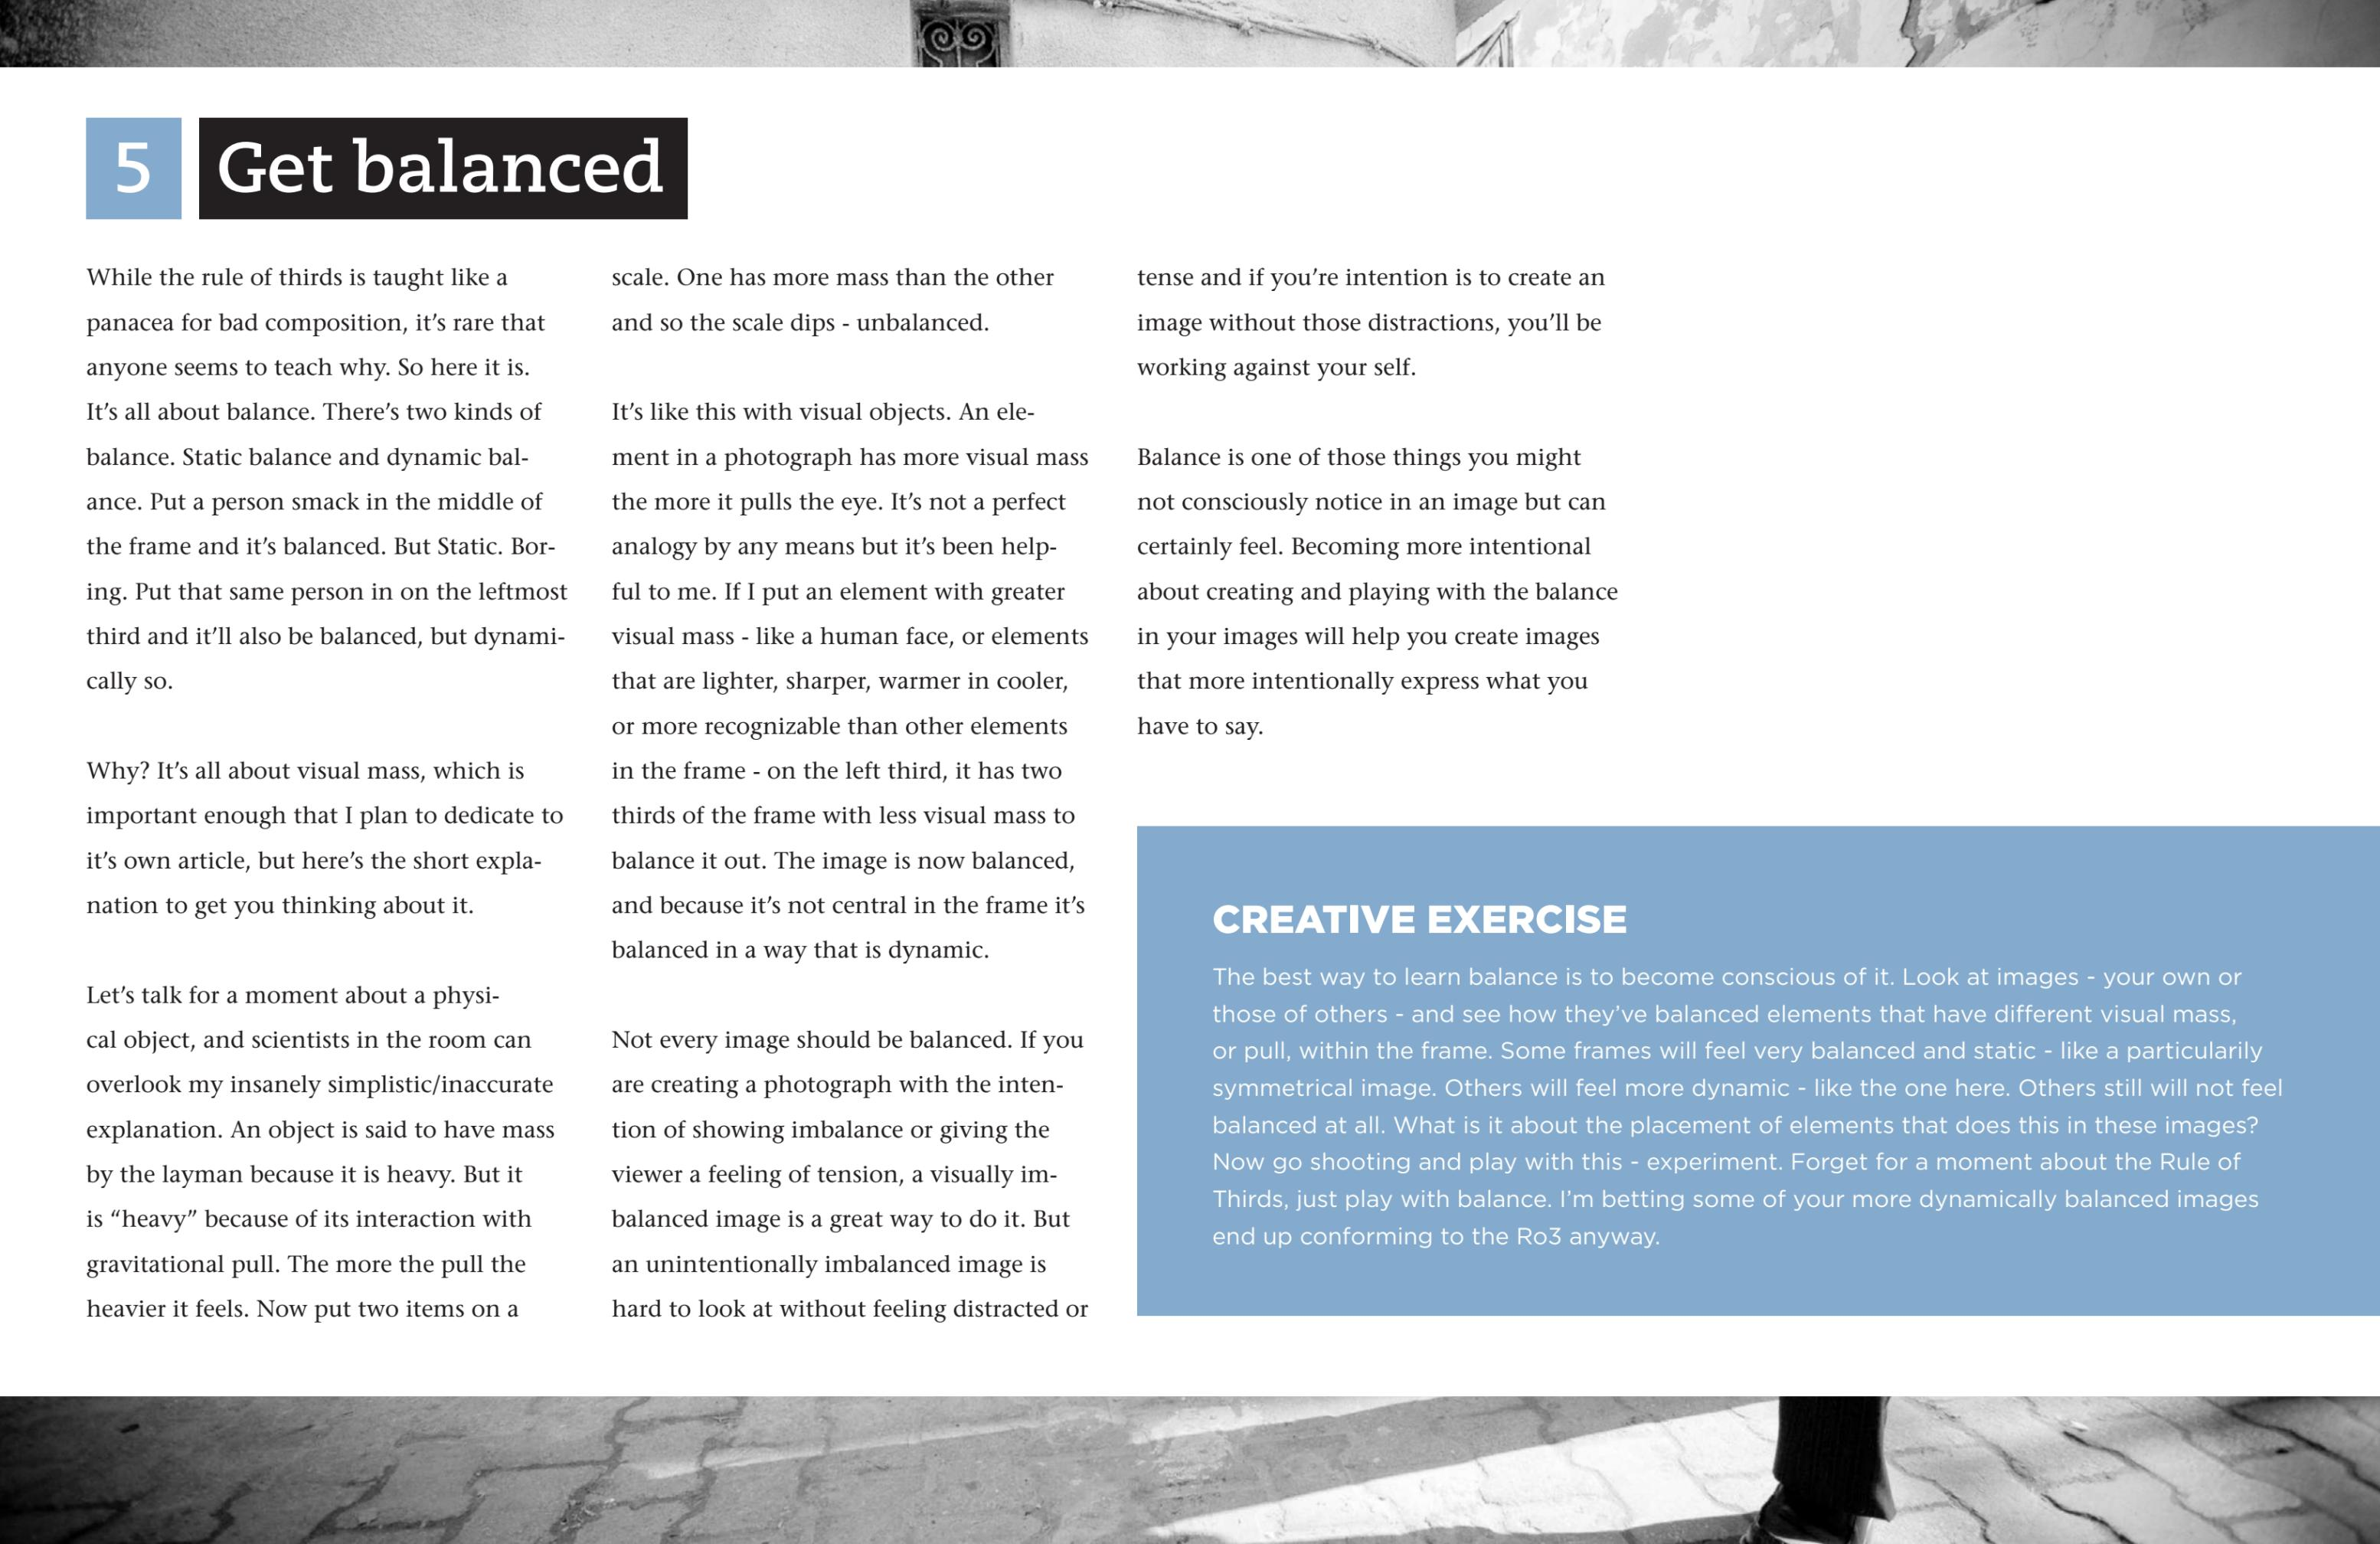 5
Get balanced
While the rule of thirds is taught like a
panacea for bad composition, it’s rare that
anyone seems to teach why. So here it is.
It’s all about balance. There’s two kinds of
balance. Static balance and dynamic bal-
ance. Put a person smack in the middle of
the frame and it’s balanced. But Static. Bor-
ing. Put that same person in on the leftmost
third and it’ll also be balanced, but dynami-
cally so.
Why? It’s all about visual mass, which is
important enough that I plan to dedicate to
it’s own article, but here’s the short expla-
nation to get you thinking about it.
Let’s talk for a moment about a physi-
cal object, and scientists in the room can
overlook my insanely simplistic/inaccurate
explanation. An object is said to have mass
by the layman because it is heavy. But it
is “heavy” because of its interaction with
gravitational pull. The more the pull the
heavier it feels. Now put two items on a
scale. One has more mass than the other
and so the scale dips - unbalanced.
It’s like this with visual objects. An ele-
ment in a photograph has more visual mass
the more it pulls the eye. It’s not a perfect
analogy by any means but it’s been help-
ful to me. If I put an element with greater
visual mass - like a human face, or elements
that are lighter, sharper, warmer in cooler,
or more recognizable than other elements
in the frame - on the left third, it has two
thirds of the frame with less visual mass to
balance it out. The image is now balanced,
and because it’s not central in the frame it’s
balanced in a way that is dynamic.
Not every image should be balanced. If you
are creating a photograph with the inten-
tion of showing imbalance or giving the
viewer a feeling of tension, a visually im-
balanced image is a great way to do it. But
an unintentionally imbalanced image is
hard to look at without feeling distracted or
tense and if you’re intention is to create an
image without those distractions, you’ll be
working against your self.
Balance is one of those things you might
not consciously notice in an image but can
certainly feel. Becoming more intentional
about creating and playing with the balance
in your images will help you create images
that more intentionally express what you
have to say.
CREATIVE EXERCISE
The best way to learn balance is to become conscious of it. Look at images - your own or
those of others - and see how they’ve balanced elements that have different visual mass,
or pull, within the frame. Some frames will feel very balanced and static - like a particularily
symmetrical image. Others will feel more dynamic - like the one here. Others still will not feel
balanced at all. What is it about the placement of elements that does this in these images?
Now go shooting and play with this - experiment. Forget for a moment about the Rule of
Thirds, just play with balance. I’m betting some of your more dynamically balanced images
end up conforming to the Ro3 anyway.